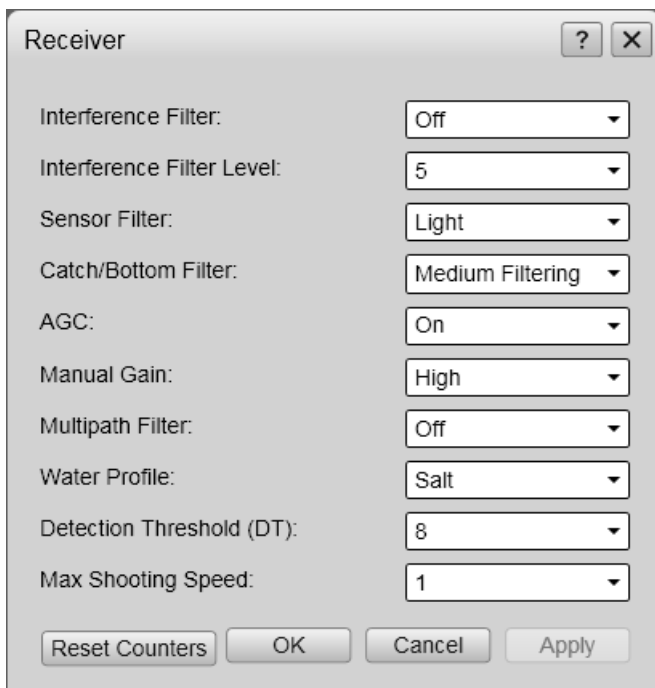 Receiver ? X
Interference Filter: Off
Interference Filter Level: 5
Sensor Filter: Light
Catch/Bottom Filter: Medium Filtering
AGC: On
Manual Gain: High
Multipath Filter: Off
Water Profile: Salt
Detection Threshold (DT): 8
Max Shooting Speed: 1
Reset Counters OK Cancel Apply